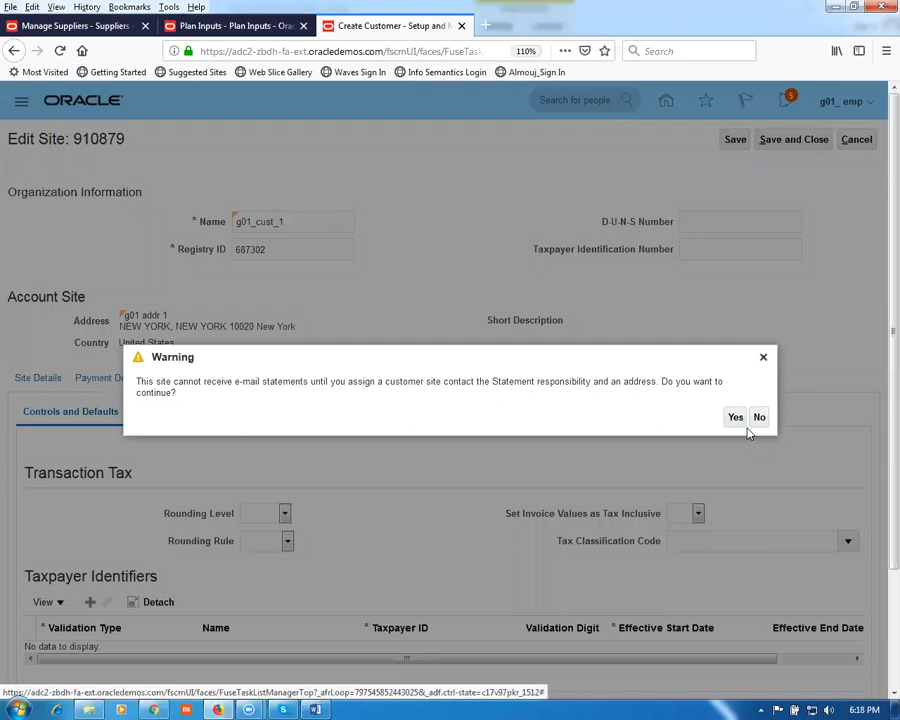 File Edit View History Bookmarks Tools Help
Manage Suppliers - Suppliers - × Plan Inputs - Plan Inputs - Ora × Create Customer - Setup and M ×
https://adc2-zbdh-fa-ext.oracledemos.com/fscmUI/faces/FuseTask 110% Search
Most Visited Getting Started Suggested Sites Web Slice Gallery Waves Sign In Info Semantics Login Almouj_Sign In
ORACLE Search for people 5 g01_ emp
Edit Site: 910879 Save Save and Close Cancel
Organization Information
* Name g01_cust_1 D-U-N-S Number
* Registry ID 687302 Taxpayer Identification Number
Account Site
Address g01 addr 1 Short Description
NEW YORK, NEW YORK 10020 New York
Country United States
Warning
Site Details Payment De
This site cannot receive e-mail statements until you assign a customer site contact the Statement responsibility and an address. Do you want to
continue?
Controls and Defaults
Yes No
Transaction Tax
Rounding Level Set Invoice Values as Tax Inclusive
Rounding Rule Tax Classification Code
Taxpayer Identifiers
View Detach
* Validation Type Name * Taxpayer ID Validation Digit * Effective Start Date Effective End Date
No data to display.
https://adc2-zbdh-fa-ext.oracledemos.com/fscmUI/faces/FuseTaskListManagerTop?_afrLoop=797545852443025&_adf.ctrl-state=c17v97pkr_1512#
6:18 PM